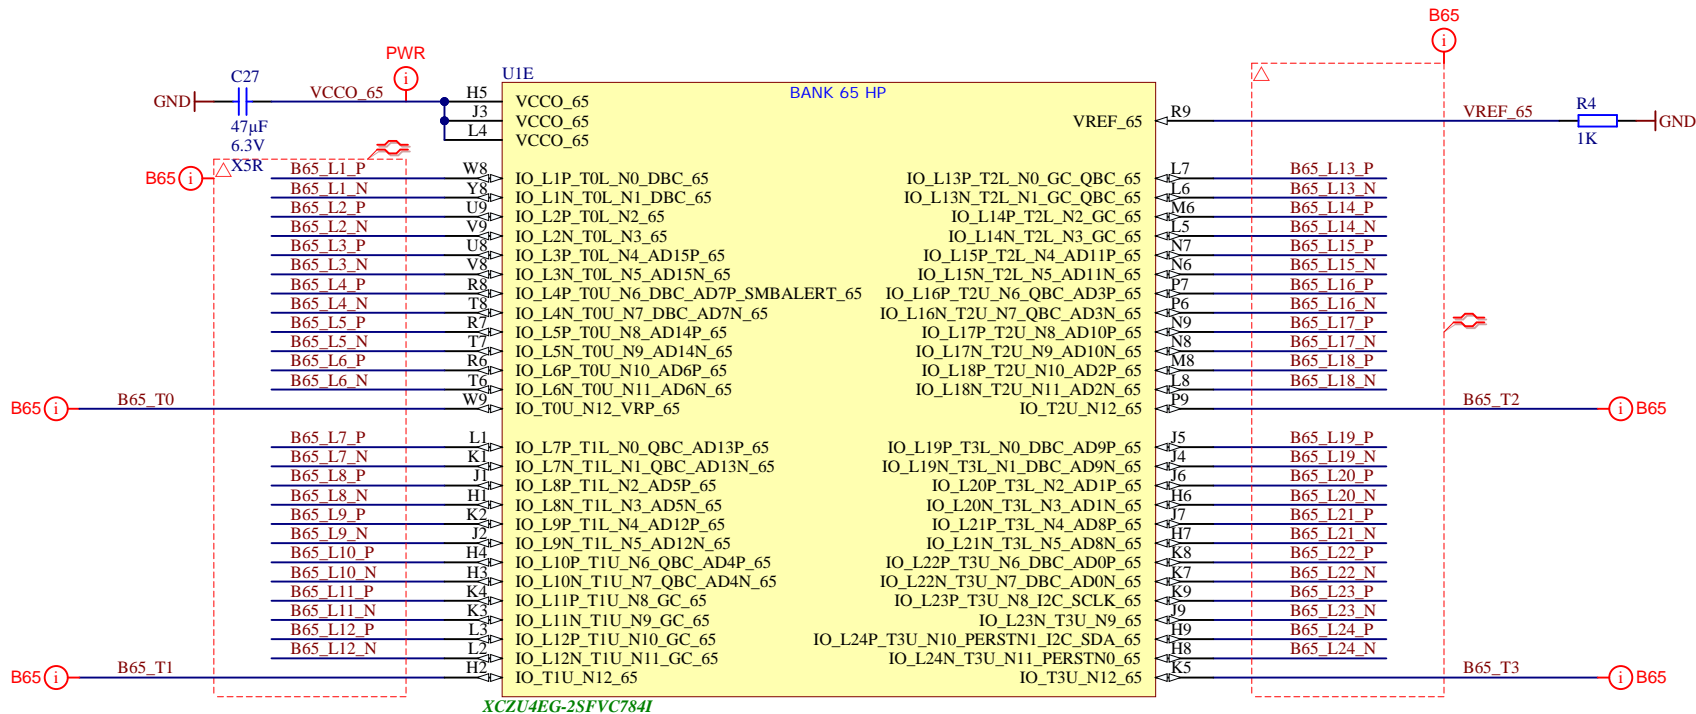 B65
PWR
C27
U1E
BANK 65 HP
GND
VCCO_65
H5
VCCO_65
J3
VCCO_65
L4
VCCO_65
47µF
6.3V
X5R
VREF_65
R9
VREF_65
R4
1K
GND
B65
B65_L1_P W8 IO_L1P_T0L_N0_DBC_65 IO_L13P_T2L_N0_GC_QBC_65 L7 B65_L13_P
B65_L1_N Y8 IO_L1N_T0L_N1_DBC_65 IO_L13N_T2L_N1_GC_QBC_65 L6 B65_L13_N
B65_L2_P U9 IO_L2P_T0L_N2_65 IO_L14P_T2L_N2_GC_65 M6 B65_L14_P
B65_L2_N V9 IO_L2N_T0L_N3_65 IO_L14N_T2L_N3_GC_65 L5 B65_L14_N
B65_L3_P U8 IO_L3P_T0L_N4_AD15P_65 IO_L15P_T2L_N4_AD11P_65 N7 B65_L15_P
B65_L3_N V8 IO_L3N_T0L_N5_AD15N_65 IO_L15N_T2L_N5_AD11N_65 N6 B65_L15_N
B65_L4_P R8 IO_L4P_T0U_N6_DBC_AD7P_SMBALERT_65 IO_L16P_T2U_N6_QBC_AD3P_65 P7 B65_L16_P
B65_L4_N T8 IO_L4N_T0U_N7_DBC_AD7N_65 IO_L16N_T2U_N7_QBC_AD3N_65 P6 B65_L16_N
B65_L5_P R7 IO_L5P_T0U_N8_AD14P_65 IO_L17P_T2U_N8_AD10P_65 N9 B65_L17_P
B65_L5_N T7 IO_L5N_T0U_N9_AD14N_65 IO_L17N_T2U_N9_AD10N_65 N8 B65_L17_N
B65_L6_P R6 IO_L6P_T0U_N10_AD6P_65 IO_L18P_T2U_N10_AD2P_65 M8 B65_L18_P
B65_L6_N T6 IO_L6N_T0U_N11_AD6N_65 IO_L18N_T2U_N11_AD2N_65 L8 B65_L18_N
B65 B65_T0 W9 IO_T0U_N12_VRP_65 IO_T2U_N12_65 P9 B65_T2 B65
B65_L7_P L1 IO_L7P_T1L_N0_QBC_AD13P_65 IO_L19P_T3L_N0_DBC_AD9P_65 J5 B65_L19_P
B65_L7_N K1 IO_L7N_T1L_N1_QBC_AD13N_65 IO_L19N_T3L_N1_DBC_AD9N_65 J4 B65_L19_N
B65_L8_P J1 IO_L8P_T1L_N2_AD5P_65 IO_L20P_T3L_N2_AD1P_65 J6 B65_L20_P
B65_L8_N H1 IO_L8N_T1L_N3_AD5N_65 IO_L20N_T3L_N3_AD1N_65 H6 B65_L20_N
B65_L9_P K2 IO_L9P_T1L_N4_AD12P_65 IO_L21P_T3L_N4_AD8P_65 J7 B65_L21_P
B65_L9_N J2 IO_L9N_T1L_N5_AD12N_65 IO_L21N_T3L_N5_AD8N_65 H7 B65_L21_N
B65_L10_P H4 IO_L10P_T1U_N6_QBC_AD4P_65 IO_L22P_T3U_N6_DBC_AD0P_65 K8 B65_L22_P
B65_L10_N H3 IO_L10N_T1U_N7_QBC_AD4N_65 IO_L22N_T3U_N7_DBC_AD0N_65 K7 B65_L22_N
B65_L11_P K4 IO_L11P_T1U_N8_GC_65 IO_L23P_T3U_N8_I2C_SCLK_65 K9 B65_L23_P
B65_L11_N K3 IO_L11N_T1U_N9_GC_65 IO_L23N_T3U_N9_65 J9 B65_L23_N
B65_L12_P L3 IO_L12P_T1U_N10_GC_65 IO_L24P_T3U_N10_PERSTN1_I2C_SDA_65 H9 B65_L24_P
B65_L12_N L2 IO_L12N_T1U_N11_GC_65 IO_L24N_T3U_N11_PERSTN0_65 H8 B65_L24_N
B65 B65_T1 H2 IO_T1U_N12_65 IO_T3U_N12_65 K5 B65_T3 B65
XCZU4EG-2SFVC784I